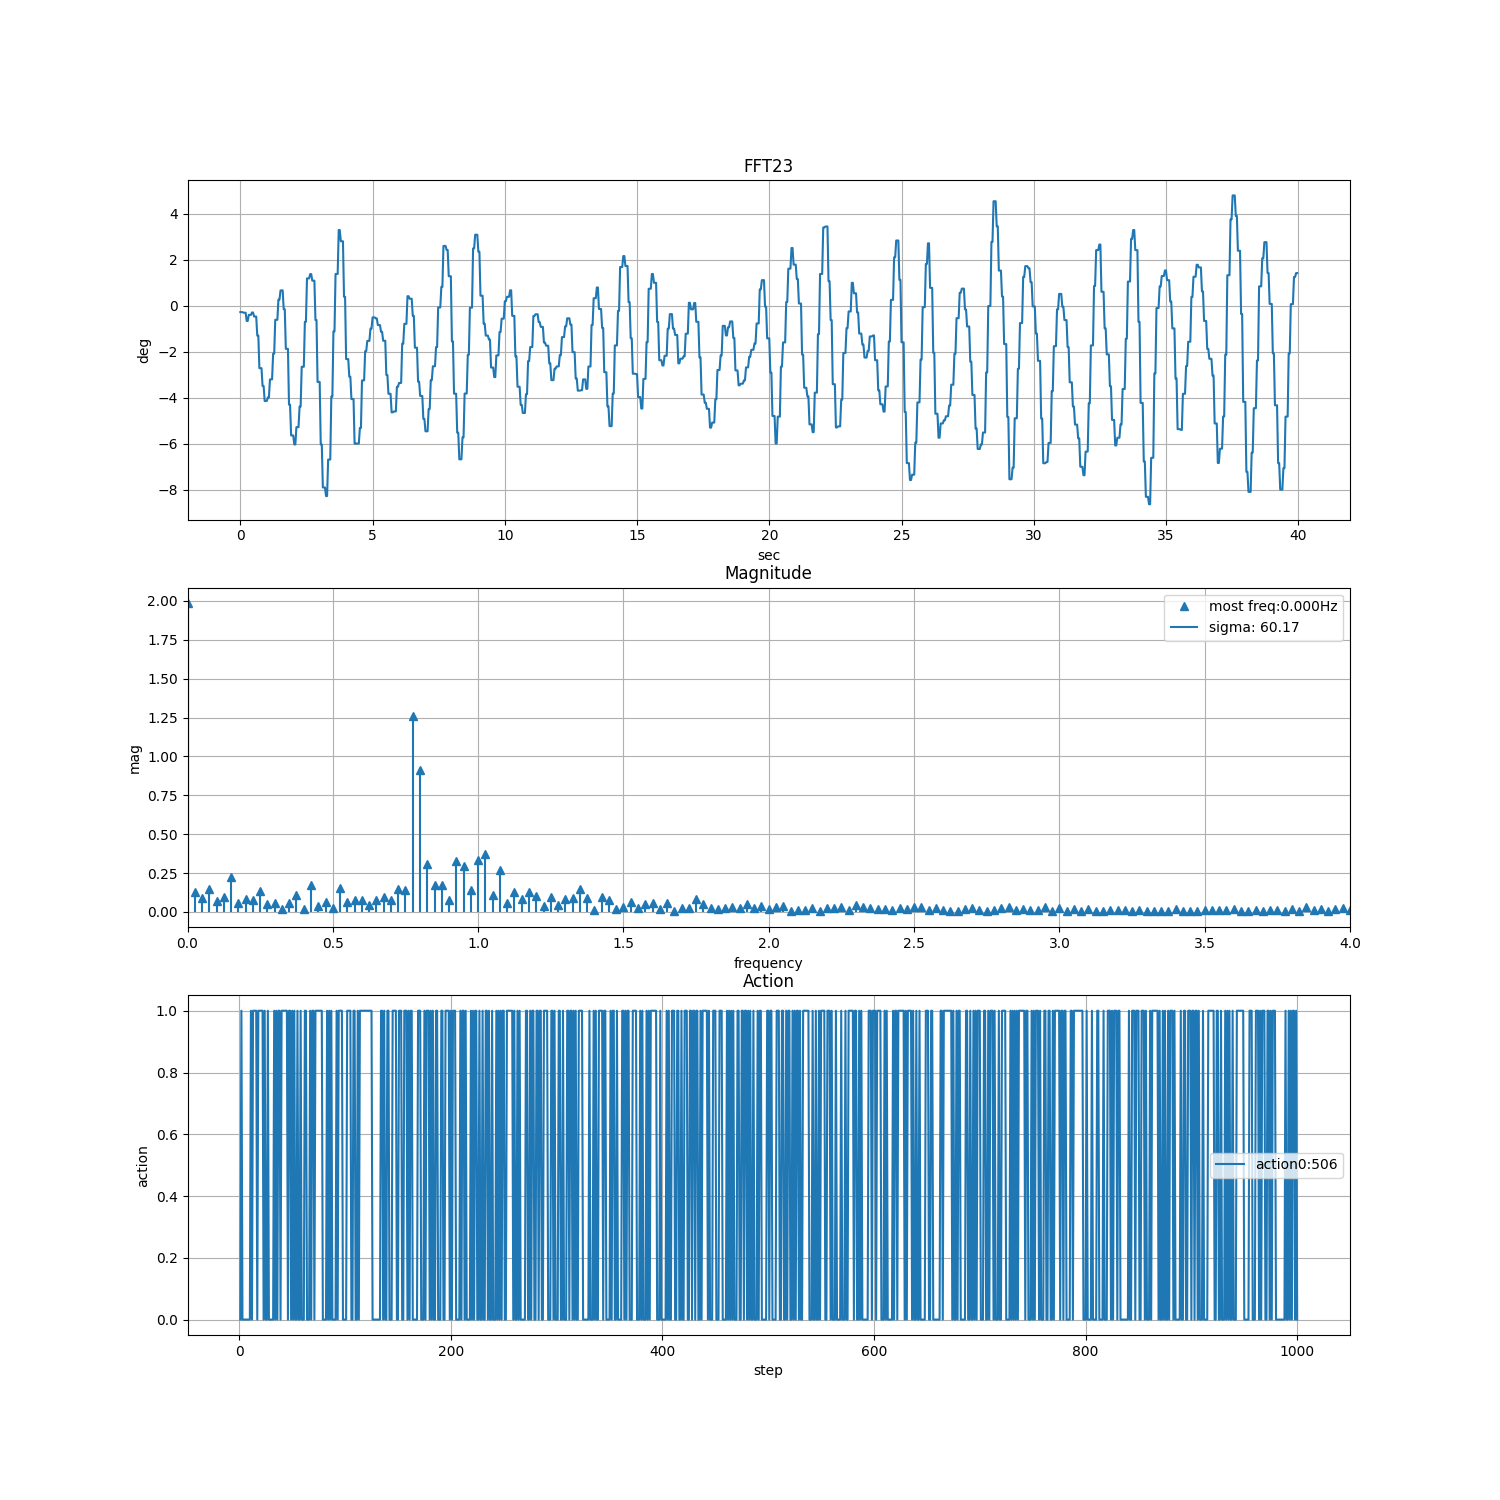 FFT23
4
2
0
−2
−4
−6
−8
deg
0 5 10 15 20 25 30 35 40
sec
Magnitude
2.00
1.75
1.50
1.25
1.00
0.75
0.50
0.25
0.00
mag
most freq:0.000Hz
sigma: 60.17
0.0 0.5 1.0 1.5 2.0 2.5 3.0 3.5 4.0
frequency
Action
1.0
0.8
0.6
0.4
0.2
0.0
action
action0:506
0 200 400 600 800 1000
step